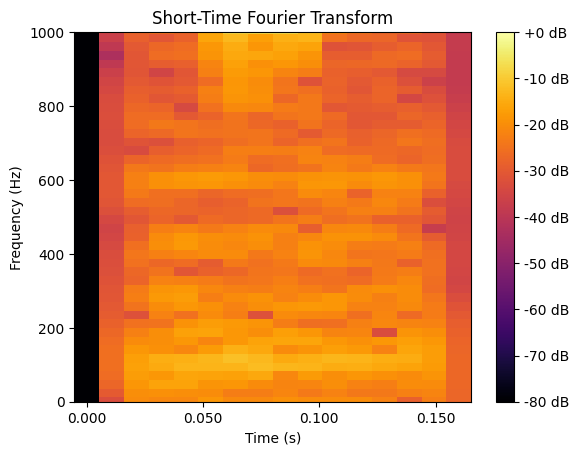 Short-Time Fourier Transform
1000
800
600
400
200
0
Frequency (Hz)
0.000
0.050
0.100
0.150
Time (s)
+0 dB
-10 dB
-20 dB
-30 dB
-40 dB
-50 dB
-60 dB
-70 dB
-80 dB